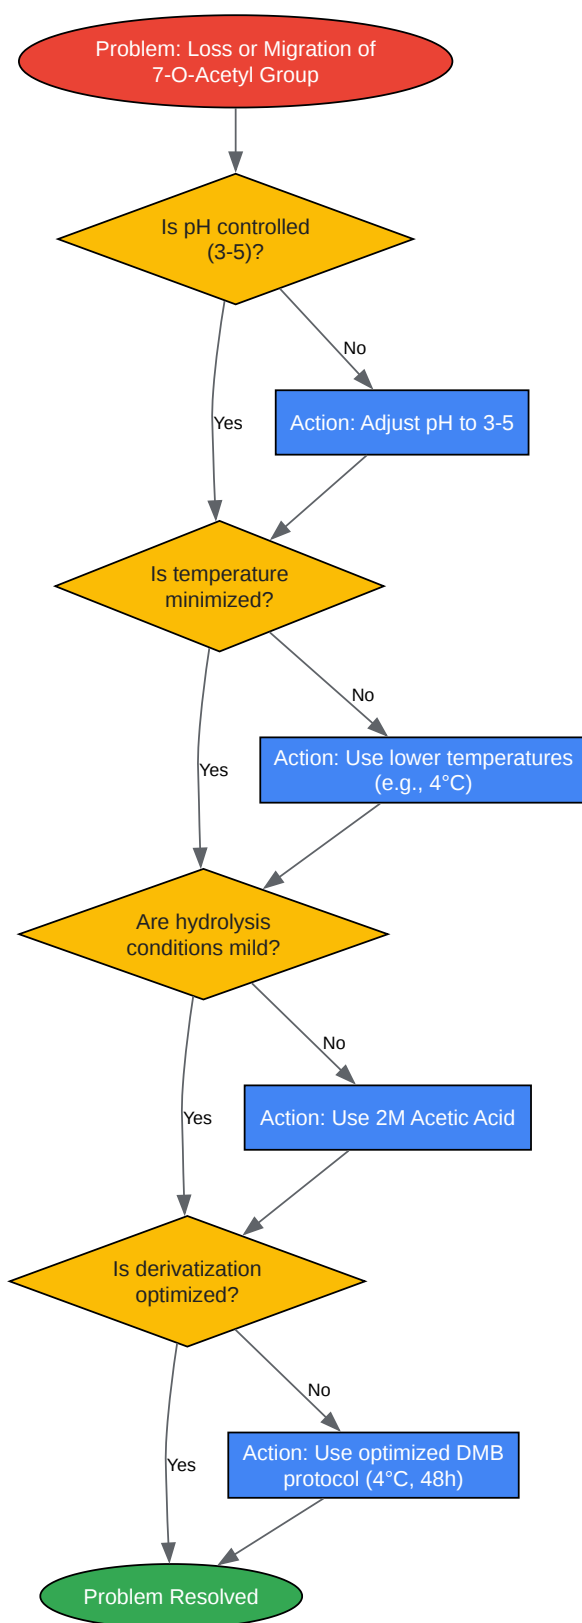 Problem: Loss or Migration of
7-O-Acetyl Group
Is pH controlled
(3-5)?
No
Yes
Action: Adjust pH to 3-5
Is temperature
minimized?
No
Yes
Action: Use lower temperatures
(e.g., 4°C)
Are hydrolysis
conditions mild?
No
Yes
Action: Use 2M Acetic Acid
Is derivatization
optimized?
No
Yes
Action: Use optimized DMB
protocol (4°C, 48h)
Problem Resolved